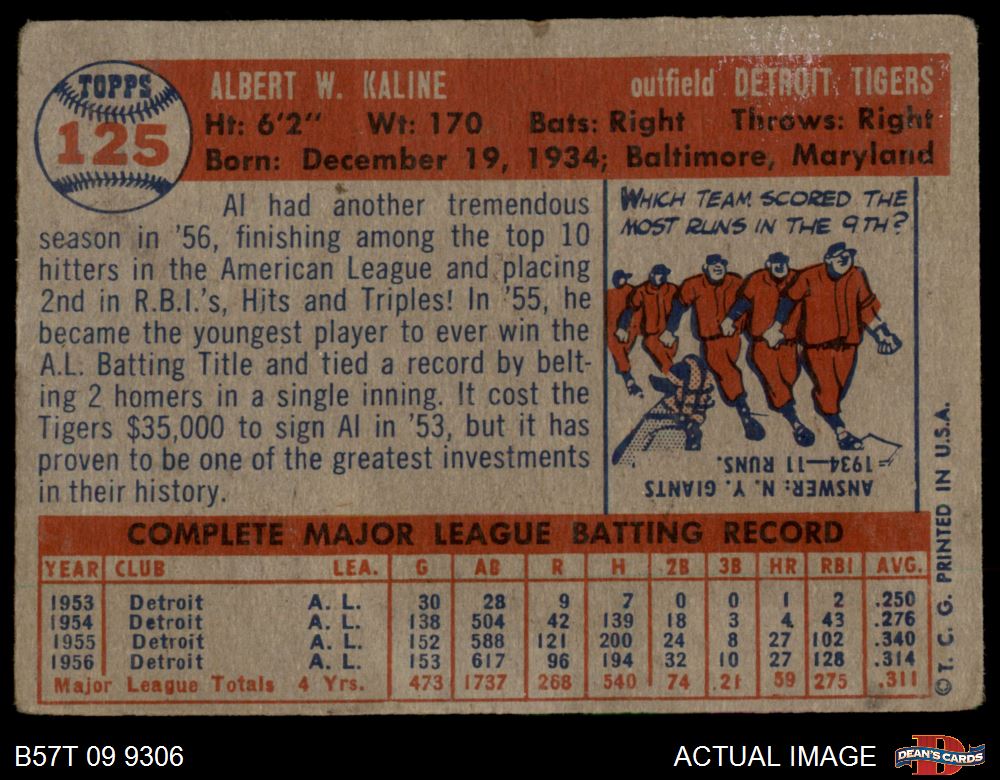 TOPPS
125
ALBERT W. KALINE outfield DETROIT TIGERS
Ht: 6'2" Wt: 170 Bats: Right Throws: Right
Born: December 19, 1934; Baltimore, Maryland
Al had another tremendous
season in '56, finishing among the top 10
hitters in the American League and placing
2nd in R.B.I.'s, Hits and Triples! In '55, he
became the youngest player to ever win the
A.L. Batting Title and tied a record by belt-
ing 2 homers in a single inning. It cost the
Tigers $35,000 to sign Al in '53, but it has
proven to be one of the greatest investments
in their history.
WHICH TEAM SCORED THE
MOST RUNS IN THE 9TH?
ANSWER: N. Y. GIANTS
=1934—11 RUNS.
COMPLETE MAJOR LEAGUE BATTING RECORD
YEAR CLUB LEA. G AB R H 2B 3B HR RBI AVG.
1953 Detroit A. L. 30 28 9 7 0 0 1 2 .250
1954 Detroit A. L. 138 504 42 139 18 3 4 43 .276
1955 Detroit A. L. 152 588 121 200 24 8 27 102 .340
1956 Detroit A. L. 153 617 96 194 32 10 27 128 .314
Major League Totals 4 Yrs. 473 1737 268 540 74 21 59 275 .311
© T. C. G. PRINTED IN U.S.A.
B57T 09 9306
ACTUAL IMAGE
DEAN'S CARDS